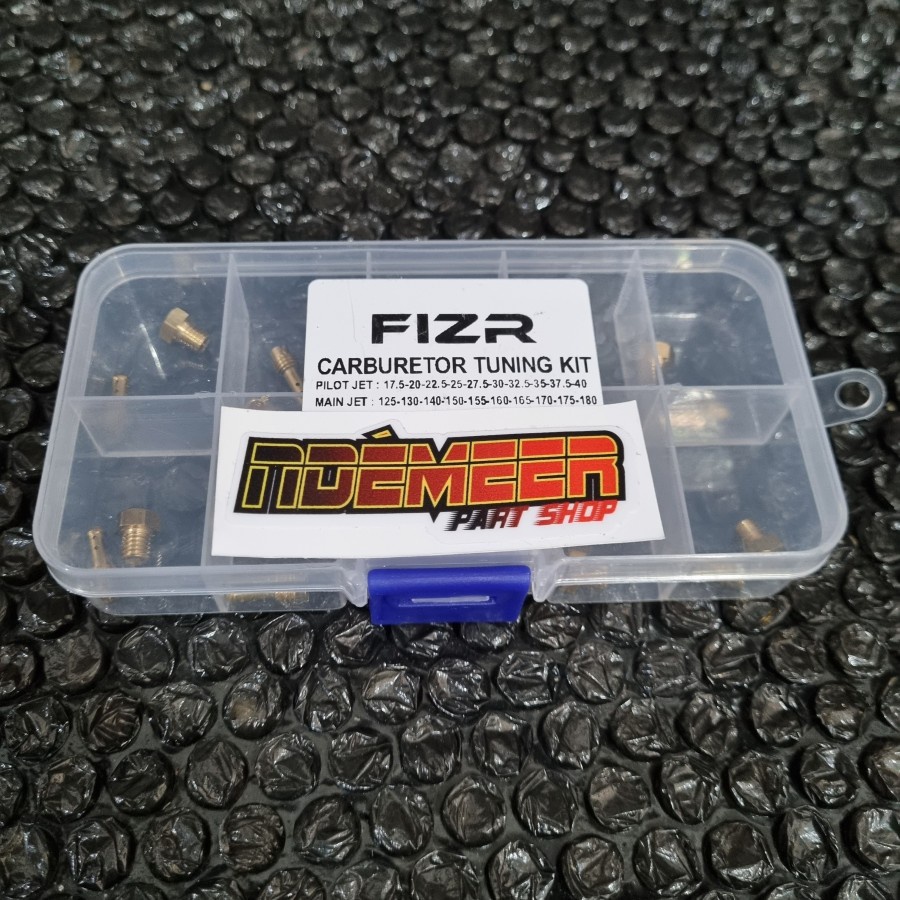 FIZR
CARBURETOR TUNING KIT
PILOT JET : 17.5-20-22.5-25-27.5-30-32.5-35-37.5-40
MAIN JET : 125-130-140-150-155-160-165-170-175-180
NDÈMEER
PART SHOP